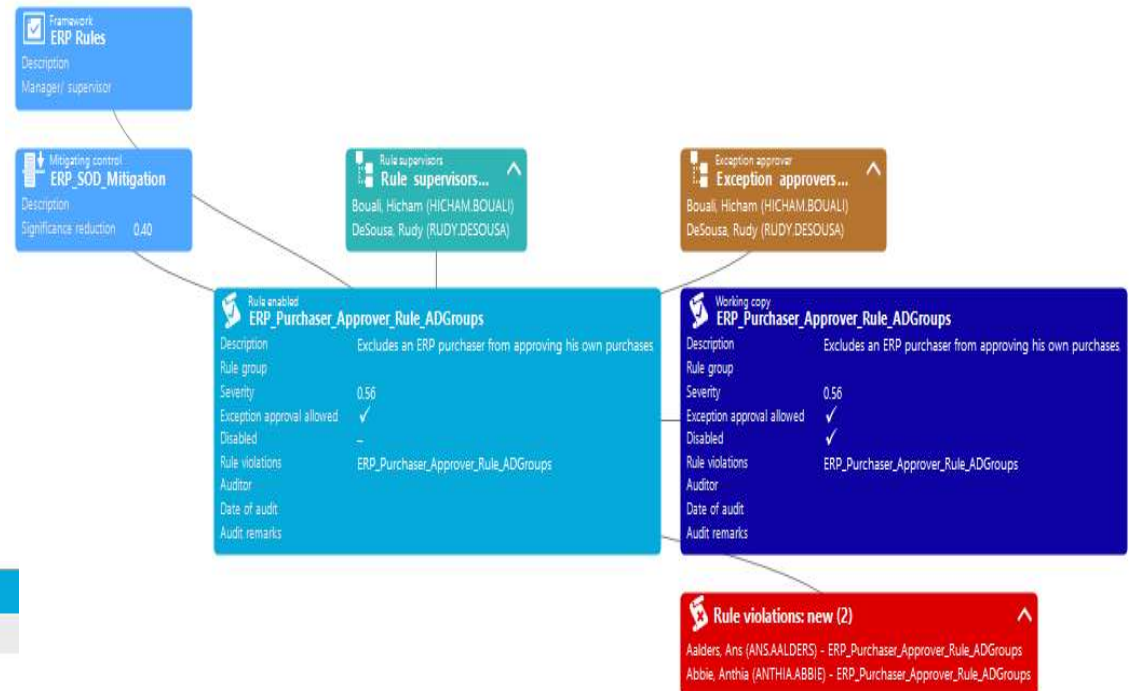 Framework
ERP Rules
Description
Manager/ supervisor
Mitigating control
ERP_SOD_Mitigation
Description
Significance reduction 0.40
Rule supervisors
Rule supervisors...
Bouali, Hicham (HICHAM.BOUALI)
DeSousa, Rudy (RUDY.DESOUSA)
Exception approver
Exception approvers...
Bouali, Hicham (HICHAM.BOUALI)
DeSousa, Rudy (RUDY.DESOUSA)
Rule enabled
ERP_Purchaser_Approver_Rule_ADGroups
Description Excludes an ERP purchaser from approving his own purchases.
Rule group
Severity 0.56
Exception approval allowed ✓
Disabled –
Rule violations ERP_Purchaser_Approver_Rule_ADGroups
Auditor
Date of audit
Audit remarks
Working copy
ERP_Purchaser_Approver_Rule_ADGroups
Description Excludes an ERP purchaser from approving his own purchases.
Rule group
Severity 0.56
Exception approval allowed ✓
Disabled ✓
Rule violations ERP_Purchaser_Approver_Rule_ADGroups
Auditor
Date of audit
Audit remarks
Rule violations: new (2)
Aalders, Ans (ANS.AALDERS) - ERP_Purchaser_Approver_Rule_ADGroups
Abbie, Anthia (ANTHIA.ABBIE) - ERP_Purchaser_Approver_Rule_ADGroups